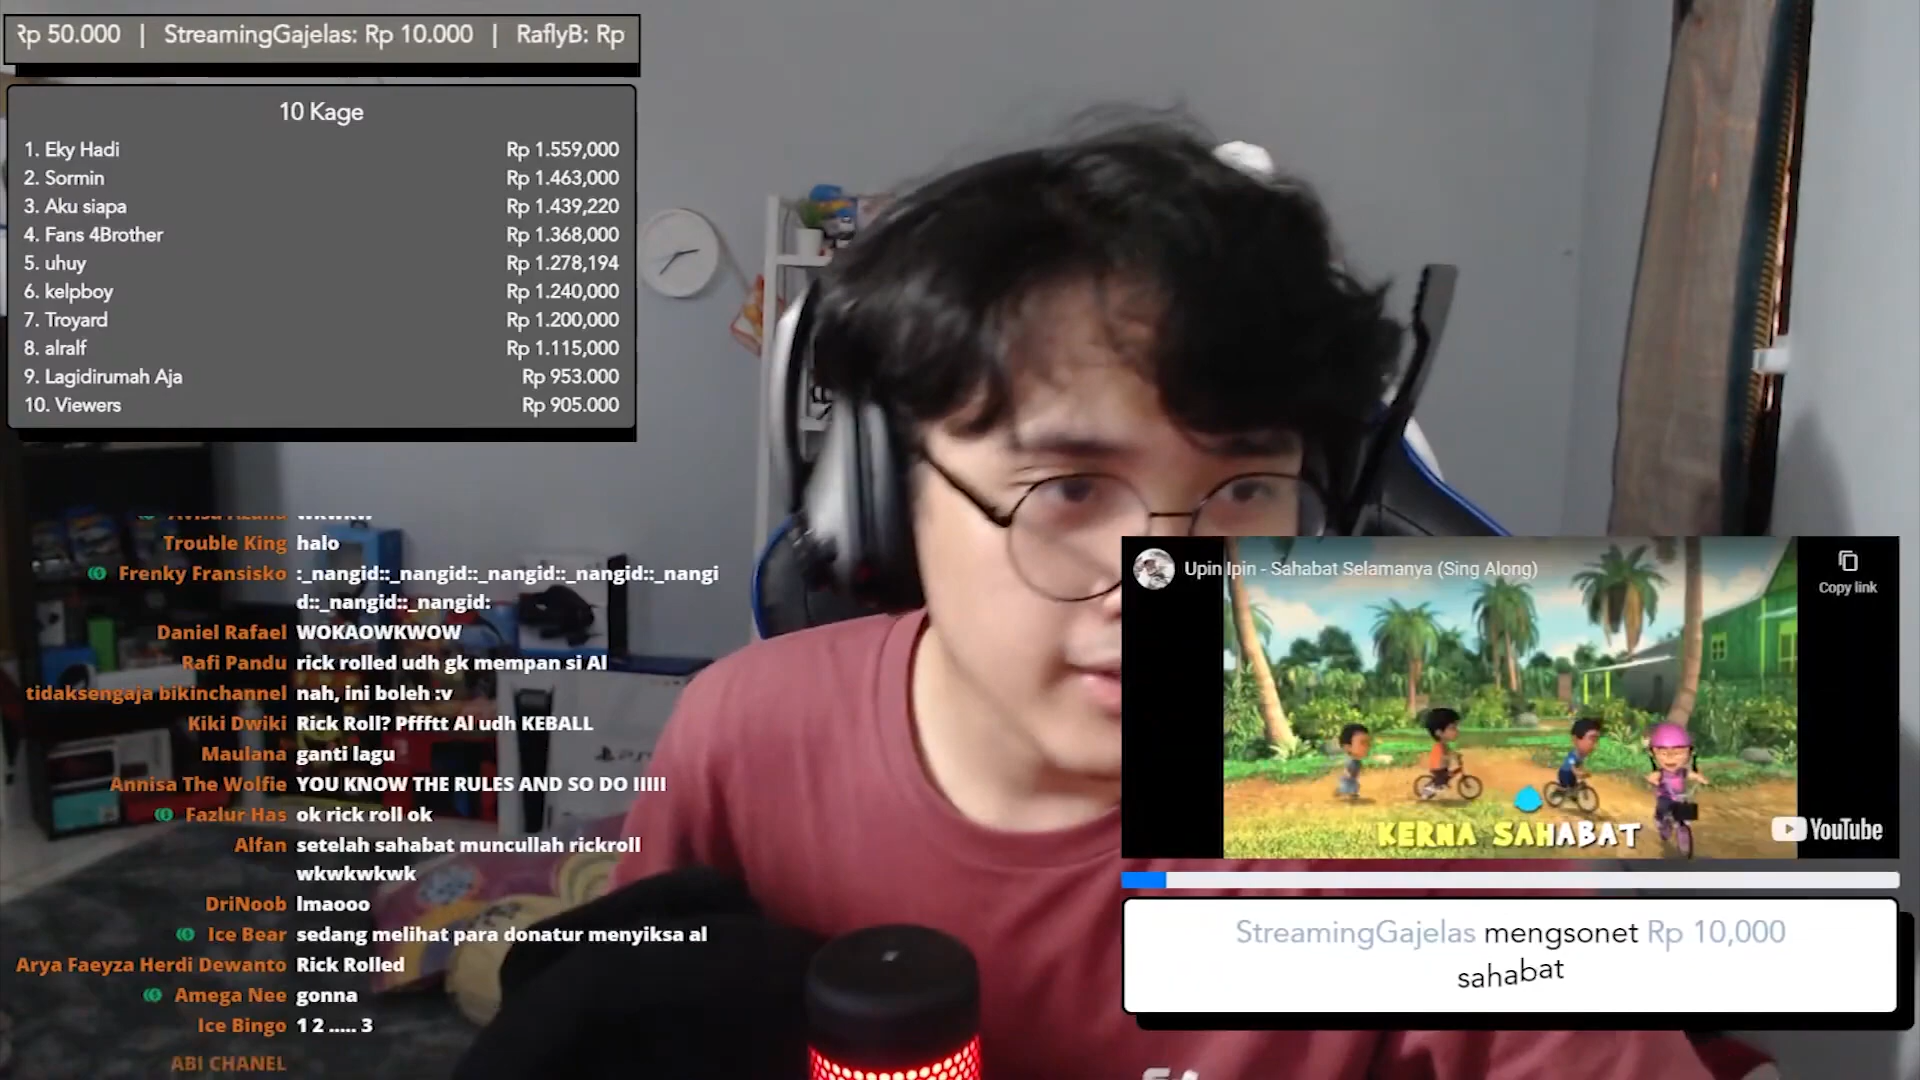 Rp 50.000 | StreamingGajelas: Rp 10.000 | RaflyB: Rp
10 Kage
1. Eky Hadi Rp 1.559,000
2. Sormin Rp 1.463,000
3. Aku siapa Rp 1.439,220
4. Fans 4Brother Rp 1.368,000
5. uhuy Rp 1.278,194
6. kelpboy Rp 1.240,000
7. Troyard Rp 1.200,000
8. alralf Rp 1.115,000
9. Lagidirumah Aja Rp 953.000
10. Viewers Rp 905.000
Trouble King halo
Frenky Fransisko :_nangid::_nangid::_nangid::_nangid::_nangi
d::_nangid::_nangid:
Daniel Rafael WOKAOWKWOW
Rafi Pandu rick rolled udh gk mempan si Al
tidaksengaja bikinchannel nah, ini boleh :v
Kiki Dwiki Rick Roll? Pffftt Al udh KEBALL
Maulana ganti lagu
Annisa The Wolfie YOU KNOW THE RULES AND SO DO IIIII
Fazlur Has ok rick roll ok
Alfan setelah sahabat muncullah rickroll
wkwkwkwk
DriNoob lmaooo
Ice Bear sedang melihat para donatur menyiksa al
Arya Faeyza Herdi Dewanto Rick Rolled
Amega Nee gonna
Ice Bingo 1 2 ..... 3
ABI CHANEL
Upin Ipin - Sahabat Selamanya (Sing Along)
Copy link
KERNA SAHABAT
YouTube
StreamingGajelas mengsonet Rp 10,000
sahabat